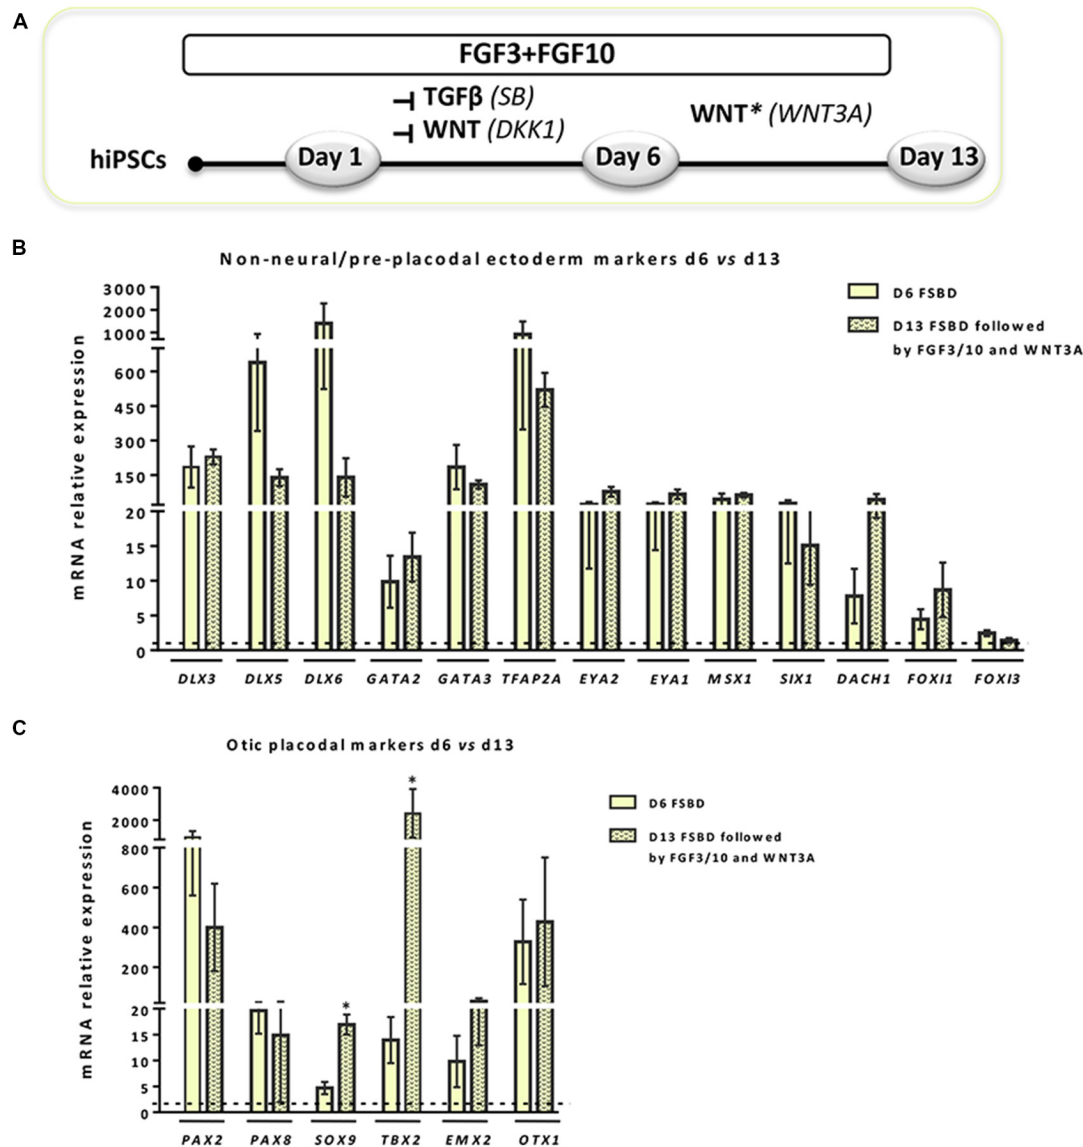 A
FGF3+FGF10
TGFβ (SB)
WNT (DKK1)
WNT* (WNT3A)
hiPSCs
Day 1
Day 6
Day 13
B
Non-neural/pre-placodal ectoderm markers d6 vs d13
mRNA relative expression
3000
2000
1000
600
450
300
150
20
15
10
5
0
D6 FSBD
D13 FSBD followed
by FGF3/10 and WNT3A
DLX3 DLX5 DLX6 GATA2 GATA3 TFAP2A EYA2 EYA1 MSX1 SIX1 DACH1 FOXI1 FOXI3
C
Otic placodal markers d6 vs d13
mRNA relative expression
4000
2000
800
600
400
200
20
15
10
5
0
*
*
D6 FSBD
D13 FSBD followed
by FGF3/10 and WNT3A
PAX2 PAX8 SOX9 TBX2 EMX2 OTX1